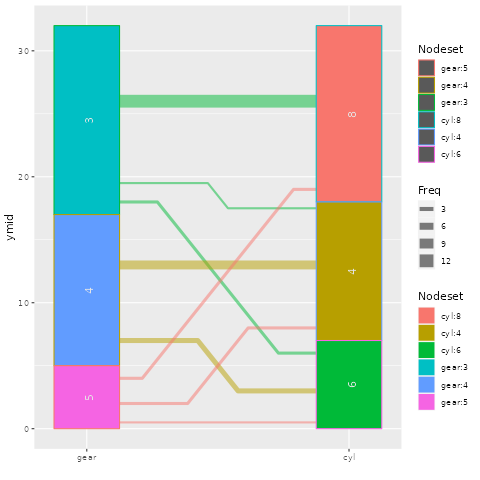 ymid
30
20
10
0
3
4
5
8
4
6
gear
cyl
Nodeset
gear:5
gear:4
gear:3
cyl:8
cyl:4
cyl:6
Freq
3
6
9
12
Nodeset
cyl:8
cyl:4
cyl:6
gear:3
gear:4
gear:5